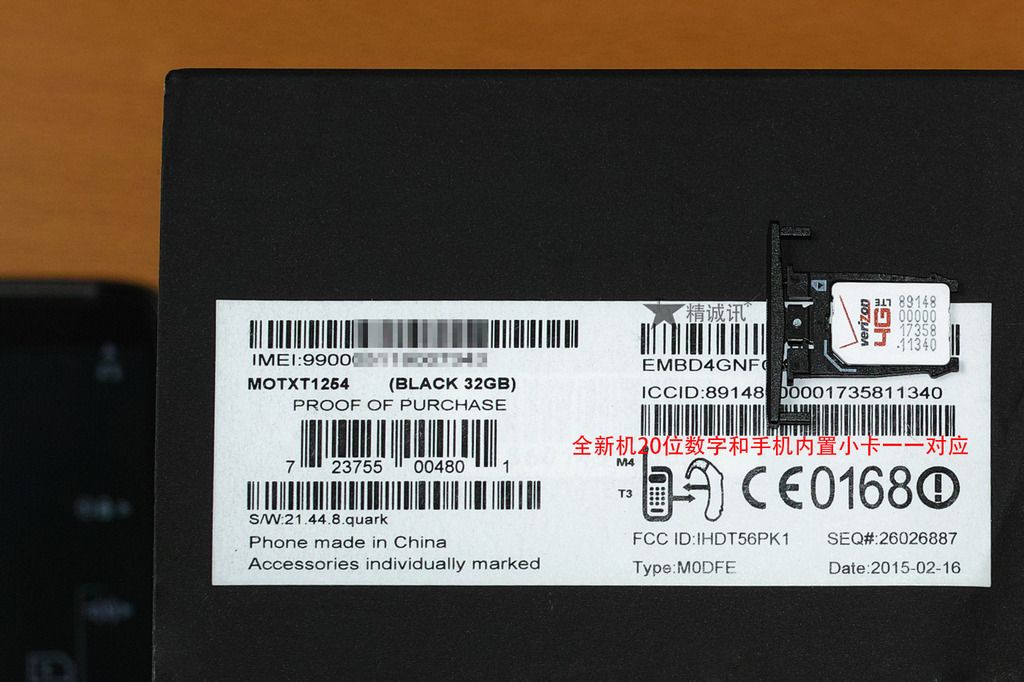 IMEI:9900
MOTXT1254 (BLACK 32GB)
PROOF OF PURCHASE
7 23755 00480 1
S/W:21.44.8.quark
Phone made in China
Accessories individually marked
精诚讯
EMBD4GNF
ICCID:89148 00001735811340
verizon
4G LTE
89148
00000
17358
-11340
全新机20位数字和手机内置小卡一一对应
M4
T3
CE0168
FCC ID:IHDT56PK1 SEQ#:26026887
Type:M0DFE Date:2015-02-16